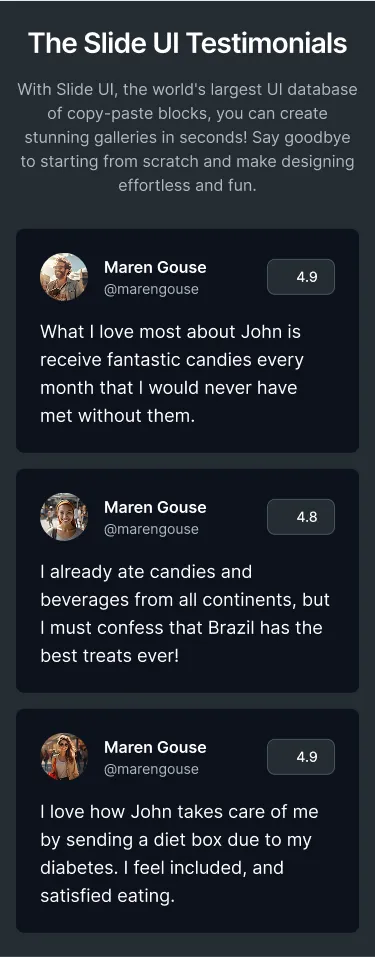 The Slide UI Testimonials
With Slide UI, the world's largest UI database
of copy-paste blocks, you can create
stunning galleries in seconds! Say goodbye
to starting from scratch and make designing
effortless and fun.
Maren Gouse
4.9
@marengouse
What I love most about John is
receive fantastic candies every
month that I would never have
met without them.
Maren Gouse
4.8
@marengouse
I already ate candies and
beverages from all continents, but
I must confess that Brazil has the
best treats ever!
Maren Gouse
4.9
@marengouse
I love how John takes care of me
by sending a diet box due to my
diabetes. I feel included, and
satisfied eating.